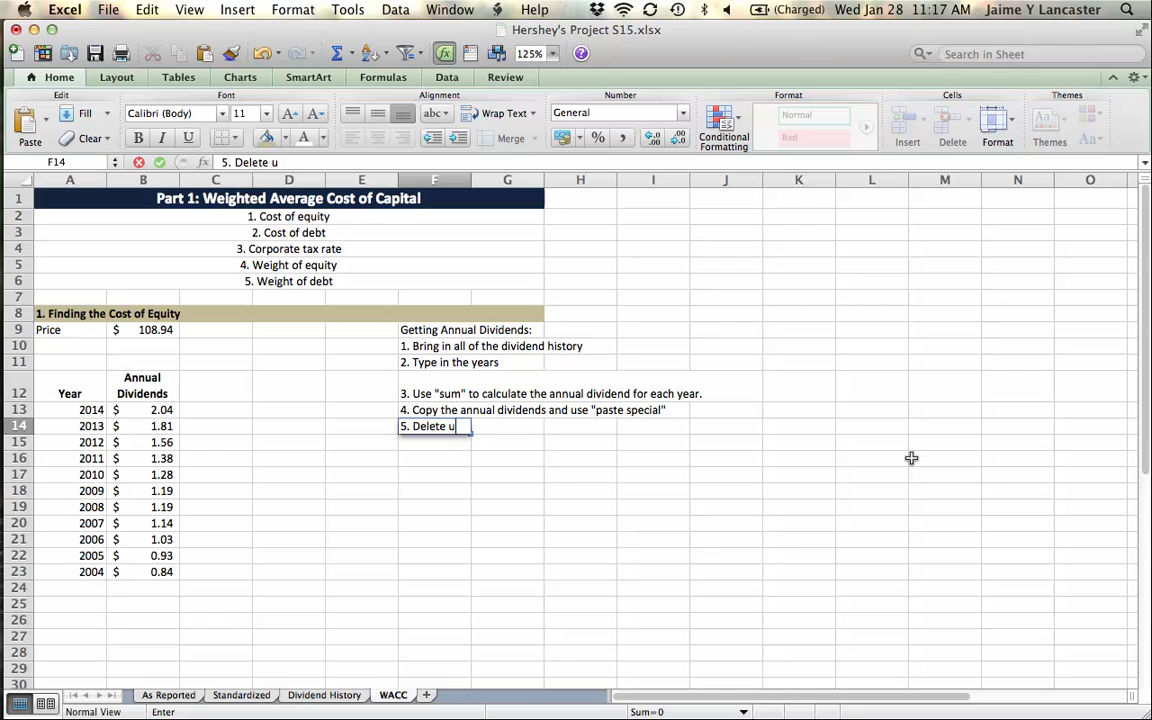 Excel File Edit View Insert Format Tools Data Window Help (Charged) Wed Jan 28 11:17 AM Jaime Y Lancaster
Hershey's Project S15.xlsx
125% Search in Sheet
Home Layout Tables Charts SmartArt Formulas Data Review
Edit Font Alignment Number Format Cells Themes
Fill Calibri (Body) 11 A A abc Wrap Text General Normal
Paste Clear B I U A Merge % Bad Conditional Formatting Insert Delete Format Themes Aa
F14 fx 5. Delete u
A B C D E F G H I J K L M N O
1 Part 1: Weighted Average Cost of Capital
2 1. Cost of equity
3 2. Cost of debt
4 3. Corporate tax rate
5 4. Weight of equity
6 5. Weight of debt
7
8 1. Finding the Cost of Equity
9 Price $ 108.94 Getting Annual Dividends:
10 1. Bring in all of the dividend history
11 2. Type in the years
12 Year Annual Dividends 3. Use "sum" to calculate the annual dividend for each year.
13 2014 $ 2.04 4. Copy the annual dividends and use "paste special"
14 2013 $ 1.81 5. Delete u
15 2012 $ 1.56
16 2011 $ 1.38
17 2010 $ 1.28
18 2009 $ 1.19
19 2008 $ 1.19
20 2007 $ 1.14
21 2006 $ 1.03
22 2005 $ 0.93
23 2004 $ 0.84
24
25
26
27
28
29
30
As Reported Standardized Dividend History WACC
Normal View Enter Sum=0